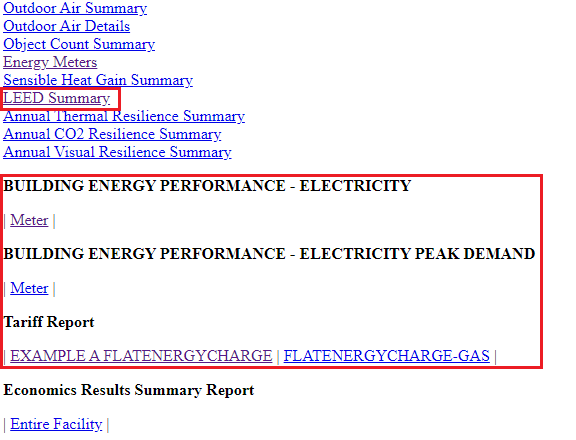 Outdoor Air Summary
Outdoor Air Details
Object Count Summary
Energy Meters
Sensible Heat Gain Summary
LEED Summary
Annual Thermal Resilience Summary
Annual CO2 Resilience Summary
Annual Visual Resilience Summary
BUILDING ENERGY PERFORMANCE - ELECTRICITY
| Meter |
BUILDING ENERGY PERFORMANCE - ELECTRICITY PEAK DEMAND
| Meter |
Tariff Report
| EXAMPLE A FLATENERGYCHARGE | FLATENERGYCHARGE-GAS |
Economics Results Summary Report
| Entire Facility |